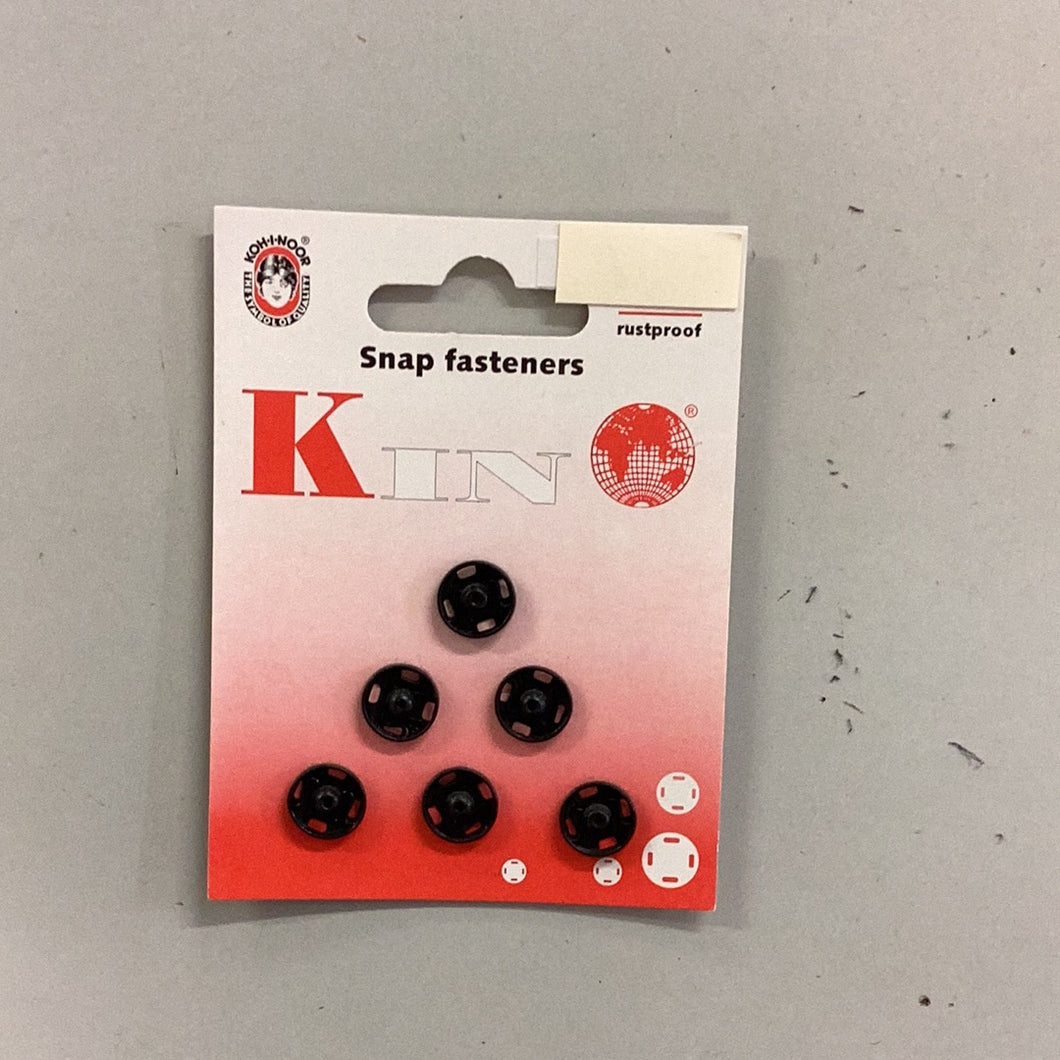 KOH-I-NOOR®
THE SYMBOL OF QUALITY
rustproof
Snap fasteners
KIN
®